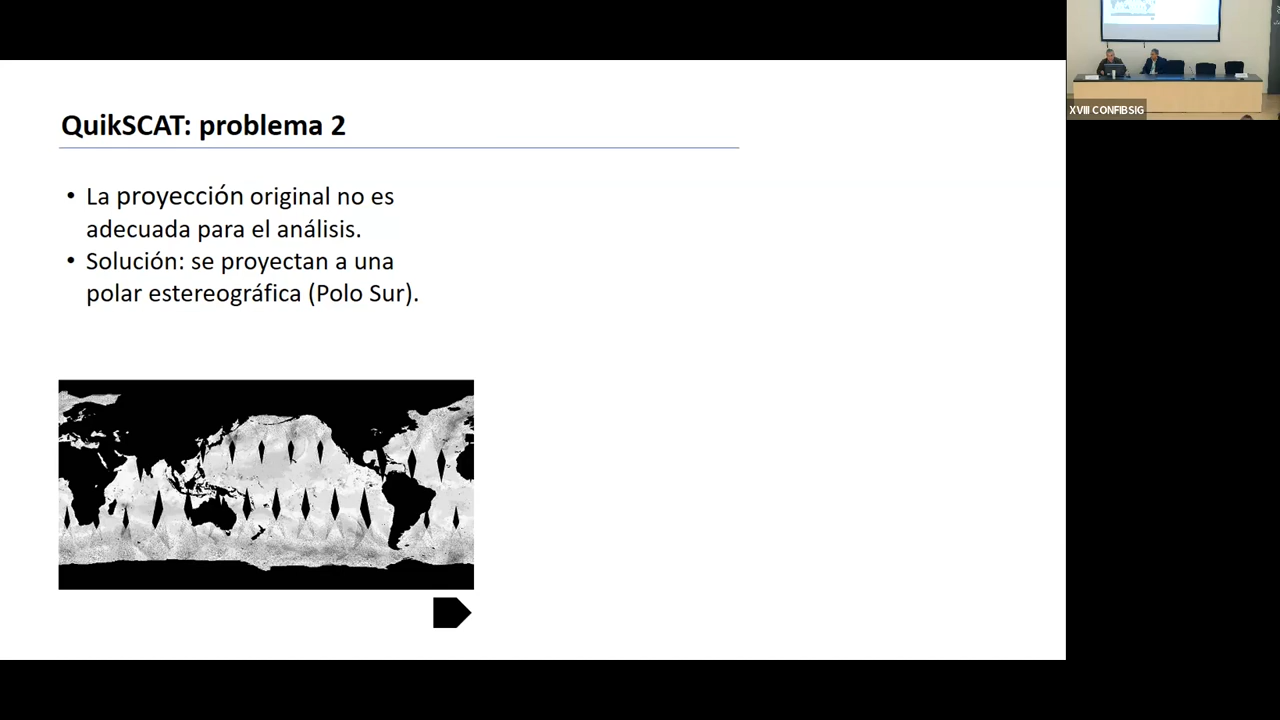 QuikSCAT: problema 2
• La proyección original no es
adecuada para el análisis.
• Solución: se proyectan a una
polar estereográfica (Polo Sur).
XVIII CONFIBSIG